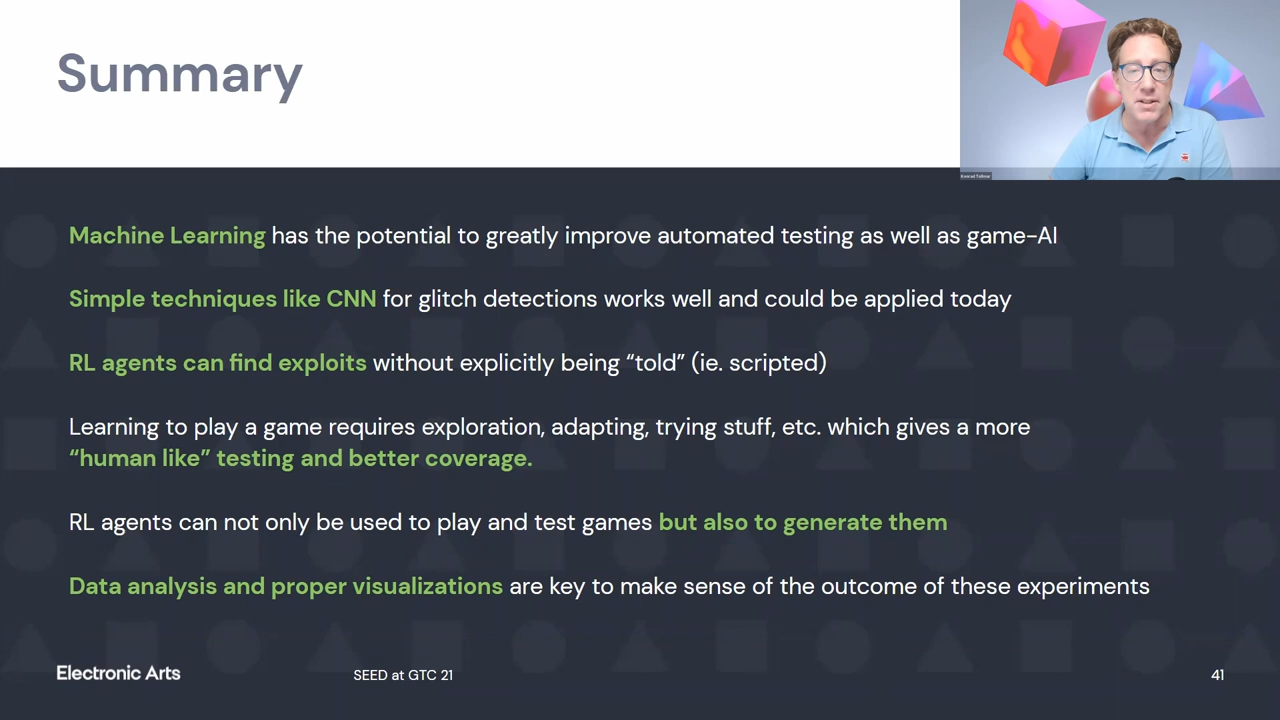 Summary
Konrad Tollmar
Machine Learning has the potential to greatly improve automated testing as well as game-AI
Simple techniques like CNN for glitch detections works well and could be applied today
RL agents can find exploits without explicitly being “told” (ie. scripted)
Learning to play a game requires exploration, adapting, trying stuff, etc. which gives a more
“human like” testing and better coverage.
RL agents can not only be used to play and test games but also to generate them
Data analysis and proper visualizations are key to make sense of the outcome of these experiments
Electronic Arts
SEED at GTC 21
41